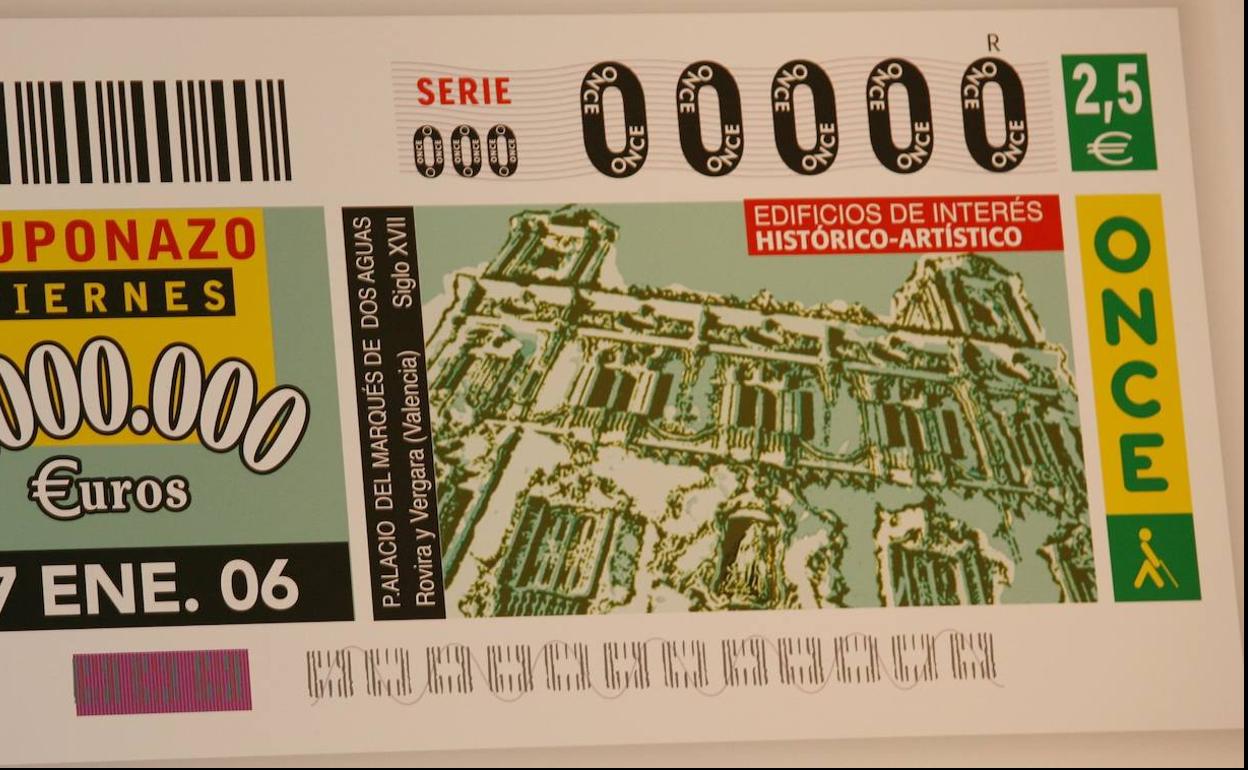 R
SERIE
000
00000
2,5
€
UPONAZO
IERNES
000.000
€uros
7 ENE. 06
P.ALACIO DEL MARQUÉS DE DOS AGUAS
Rovira y Vergara (Valencia) Siglo XVII
EDIFICIOS DE INTERÉS
HISTÓRICO-ARTÍSTICO
ONCE